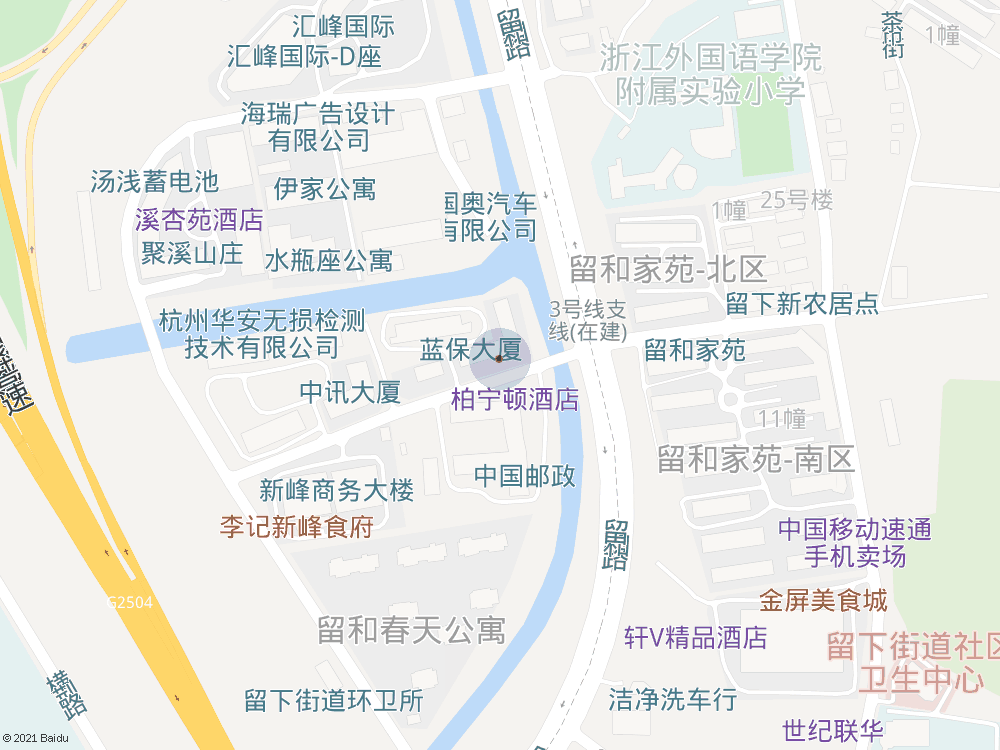 汇峰国际
汇峰国际-D座
海瑞广告设计
有限公司
汤浅蓄电池
伊家公寓
溪杏苑酒店
聚溪山庄
水瓶座公寓
国奥汽车
有限公司
浙江外国语学院
附属实验小学
茶市街
1幢
1幢
25号楼
留和家苑-北区
留下新农居点
3号线支
线(在建)
留和家苑
杭州华安无损检测
技术有限公司
蓝保大厦
中讯大厦
柏宁顿酒店
11幢
留和家苑-南区
中国邮政
新峰商务大楼
李记新峰食府
留和路
留和路
中国移动速通
手机卖场
金屏美食城
G2504
留和春天公寓
轩V精品酒店
留下街道社区
卫生中心
留下街道环卫所
洁净洗车行
世纪联华
© 2021 Baidu